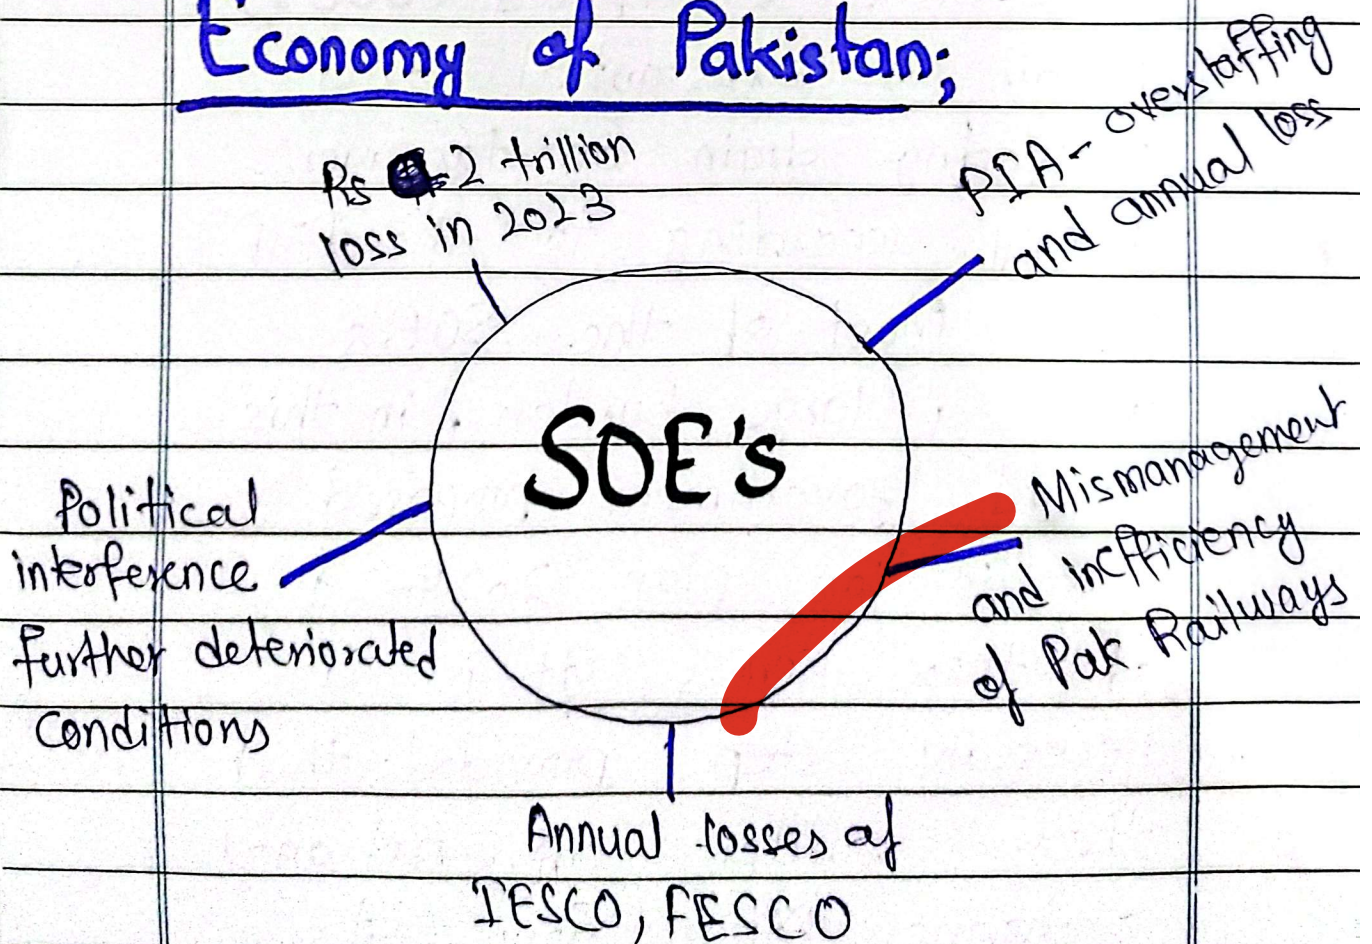 Economy of Pakistan;
Rs 2 trillion
loss in 2023
PIA- overstaffing
and annual loss
SOE's
Mismanagement
and inefficiency
of Pak Railways
Political
interference
further deteriorated
conditions
Annual losses of
IESCO, FESCO